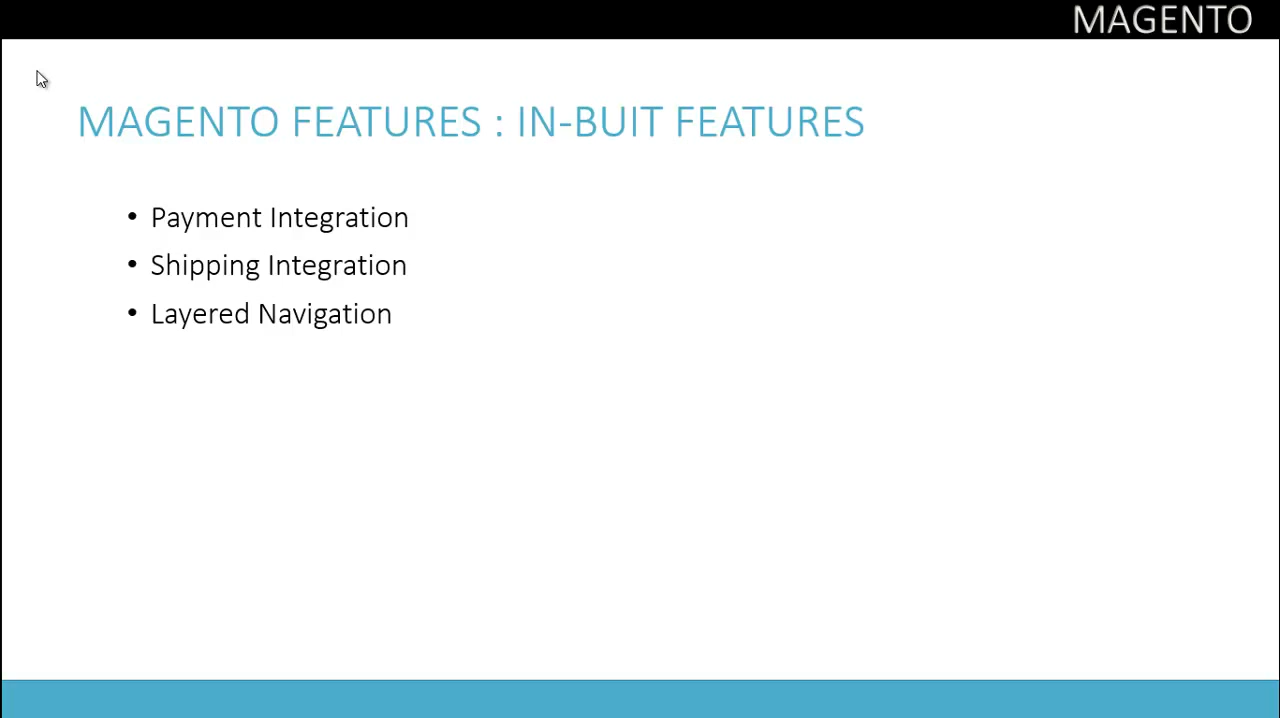 MAGENTO
MAGENTO FEATURES : IN-BUIT FEATURES
• Payment Integration
• Shipping Integration
• Layered Navigation